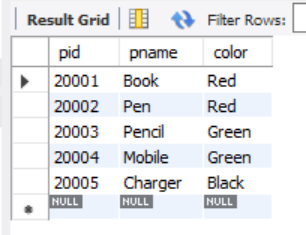 Result Grid Filter Rows:
pid pname color
20001 Book Red
20002 Pen Red
20003 Pencil Green
20004 Mobile Green
20005 Charger Black
NULL NULL NULL